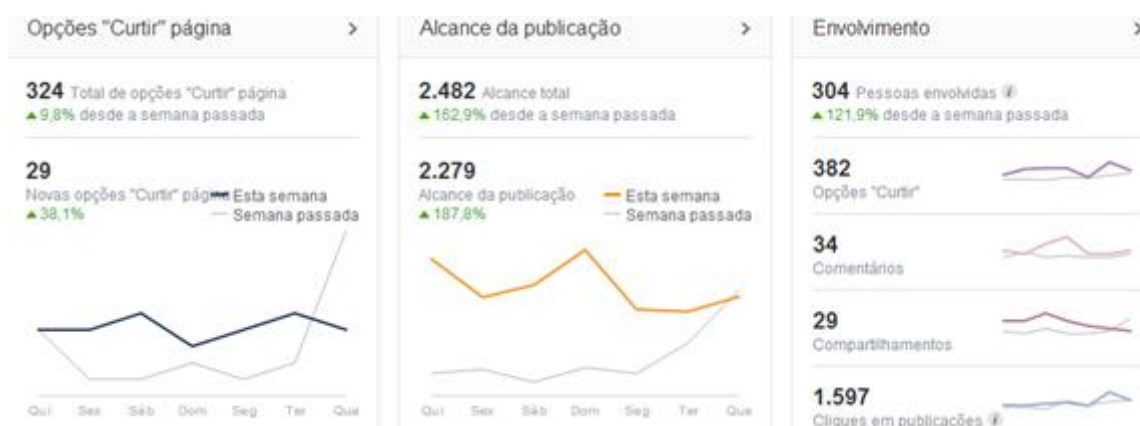 Opções "Curtir" página
324 Total de opções "Curtir" página
9,8% desde a semana passada
29
Novas opções "Curtir" página
38,1%
Esta semana
Semana passada
Qui Sex Sáb Dom Seg Ter Qua
Alcance da publicação
2.482 Alcance total
162,9% desde a semana passada
2.279
Alcance da publicação
187,8%
Esta semana
Semana passada
Qui Sex Sáb Dom Seg Ter Qua
Envolvimento
304 Pessoas envolvidas
121,9% desde a semana passada
382
Opções "Curtir"
34
Comentários
29
Compartilhamentos
1.597
Cliques em publicações